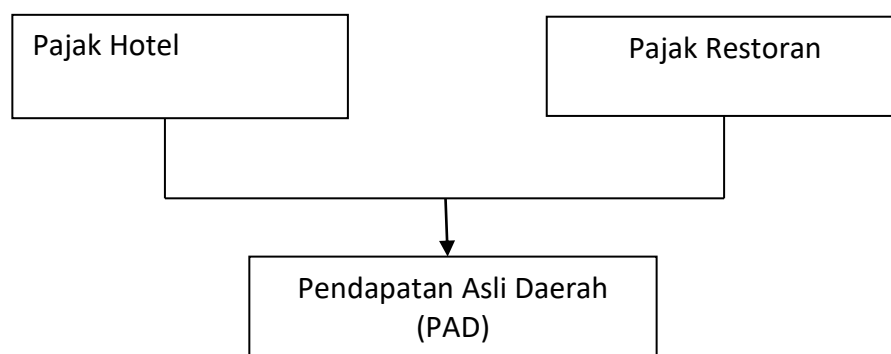 Pajak Hotel
Pajak Restoran
Pendapatan Asli Daerah
(PAD)